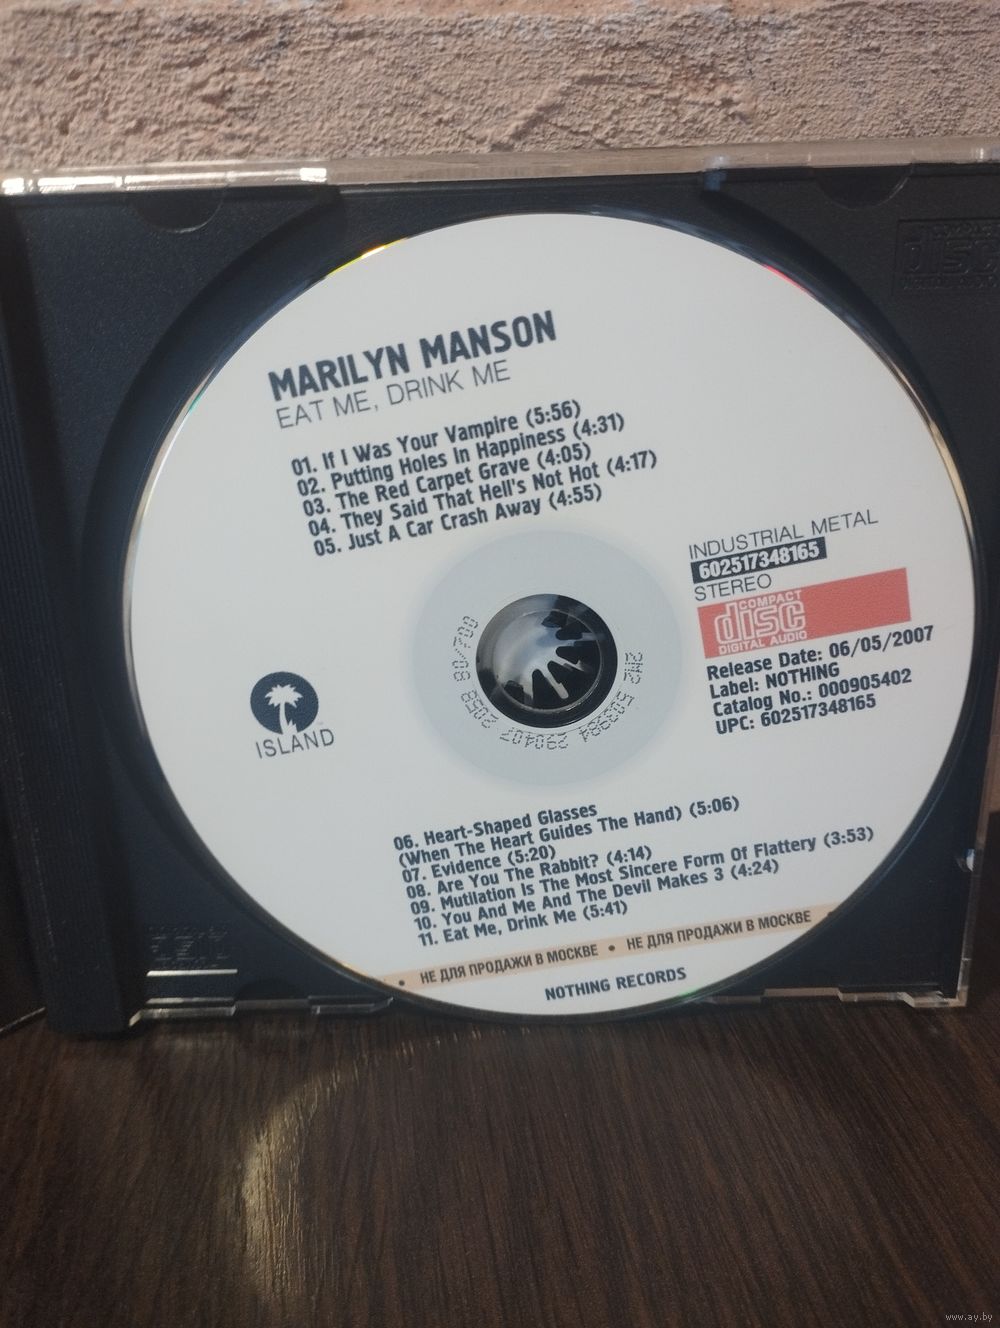 MARILYN MANSON
EAT ME, DRINK ME
01. If I Was Your Vampire (5:56)
02. Putting Holes In Happiness (4:31)
03. The Red Carpet Grave (4:05)
04. They Said That Hell's Not Hot (4:17)
05. Just A Car Crash Away (4:55)
INDUSTRIAL METAL
602517348165
STEREO
COMPACT
disc
DIGITAL AUDIO
Release Date: 06/05/2007
Label: NOTHING
Catalog No.: 000905402
UPC: 602517348165
ISLAND
06. Heart-Shaped Glasses
(When The Heart Guides The Hand) (5:06)
07. Evidence (5:20)
08. Are You The Rabbit? (4:14)
09. Mutilation Is The Most Sincere Form Of Flattery (3:53)
10. You And Me And The Devil Makes 3 (4:24)
11. Eat Me, Drink Me (5:41)
• НЕ ДЛЯ ПРОДАЖИ В МОСКВЕ • НЕ ДЛЯ ПРОДАЖИ В МОСКВЕ
NOTHING RECORDS
disc
www.ay.by